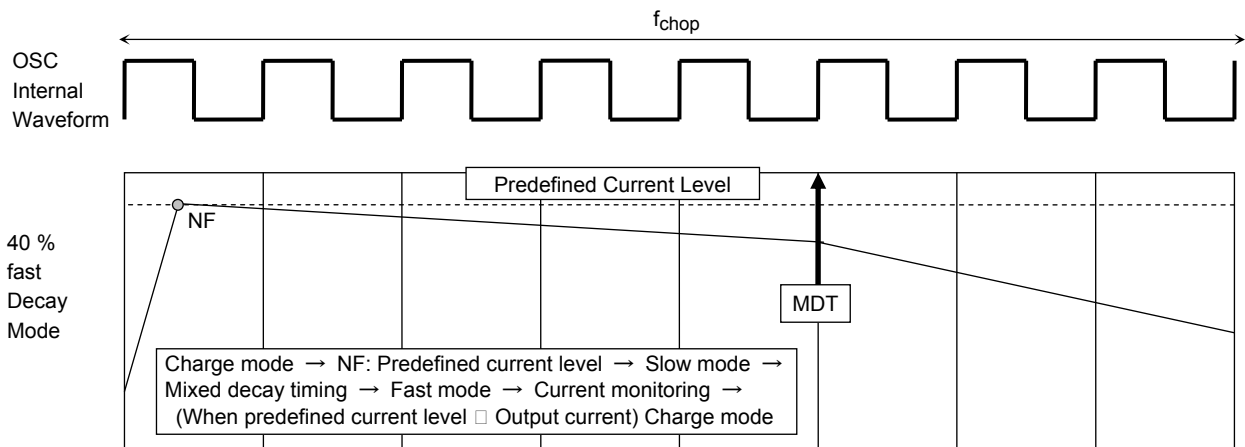 fchop
OSC
Internal
Waveform
Predefined Current Level
NF
40 %
fast
Decay
Mode
MDT
Charge mode → NF: Predefined current level → Slow mode →
Mixed decay timing → Fast mode → Current monitoring →
(When predefined current level □ Output current) Charge mode